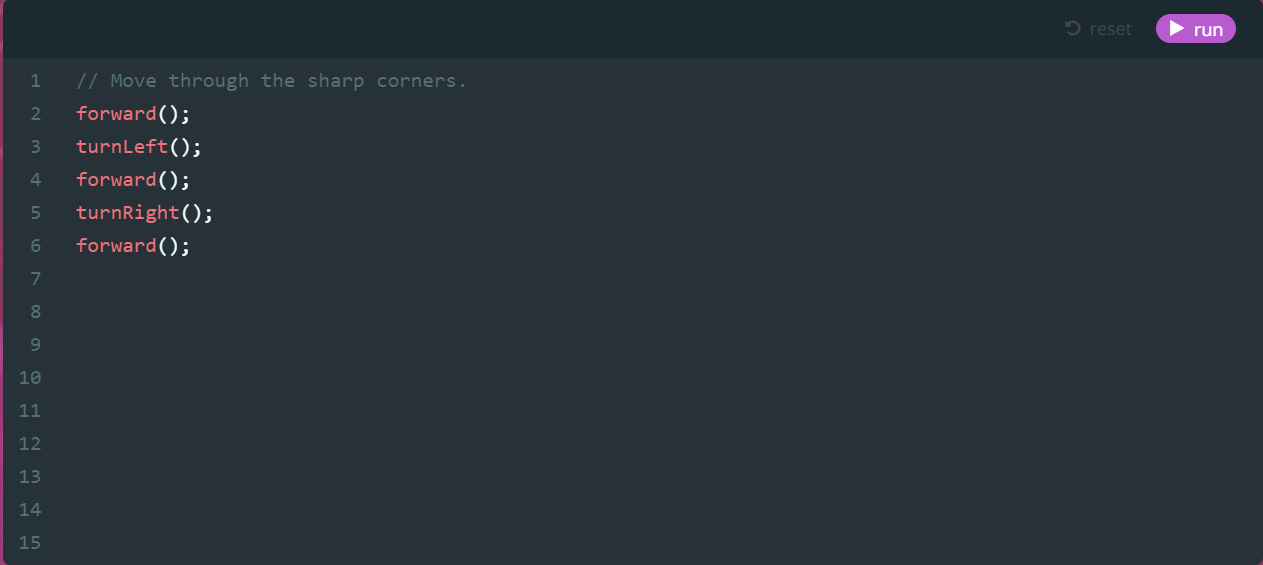 reset run
1 // Move through the sharp corners.
2 forward();
3 turnLeft();
4 forward();
5 turnRight();
6 forward();
7
8
9
10
11
12
13
14
15